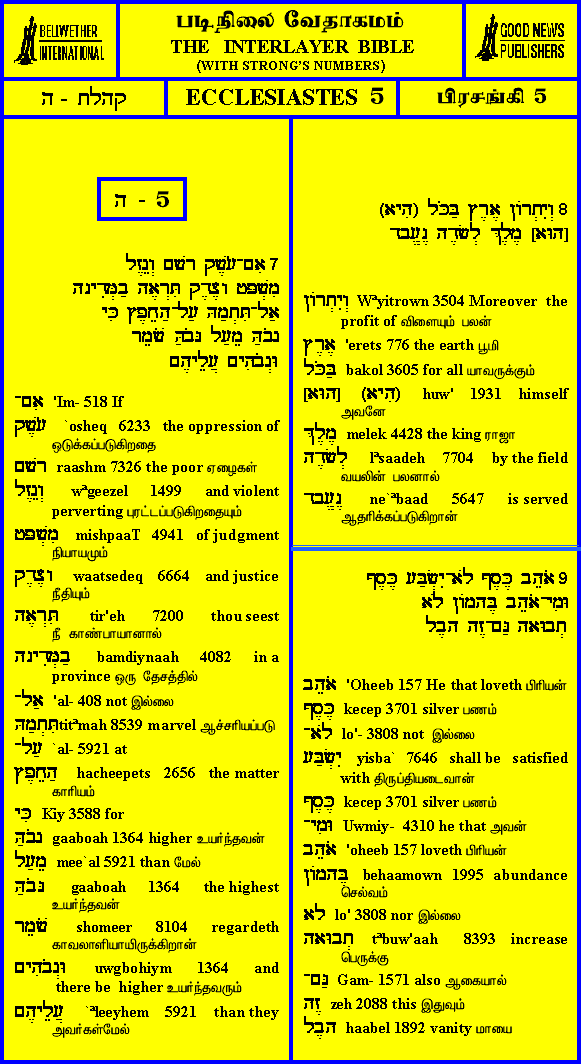 BELLWETHER
INTERNATIONAL
படிநிலை வேதாகமம்
THE INTERLAYER BIBLE
(WITH STRONG'S NUMBERS)
GOOD NEWS
PUBLISHERS
קהלת - ה
ECCLESIASTES 5
பிரசங்கி 5
5 - ה
7 אִם־עֹשֶׁק רֹשׁ וְגֵזֶל
מִשְׁפָּט וָצֶדֶק תִּרְאֶה בַמְּדִינָה
אַל־תִּתְמַהּ עַל־הַחֵפֶץ כִּי
גָבֹהַּ מֵעַל גָּבֹהַּ שֹׁמֵר
וּגְבֹהִים עֲלֵיהֶם
אִם־ 'Im- 518 If
עֹשֶׁק `osheq 6233 the oppression of
ஒடுக்கப்படுகிறதை
raashm 7326 the poor ஏழைகள்
וְגֵזֶל wªgeezel 1499 and violent
perverting புரட்டப்படுகிறதையும்
מִשְׁפָּט mishpaaT 4941 of judgment
நியாயமும்
וָצֶדֶק waatsedeq 6664 and justice
நீதியும்
תִּרְאֶה tir'eh 7200 thou seest
நீ காண்பாயானால்
בַמְּדִינָה bamdiynaah 4082 in a
province ஒரு தேசத்தில்
אַל־ 'al- 408 not இல்லை
תִּתְמַהּ titªmah 8539 marvel ஆச்சரியப்படு
עַל־ `al- 5921 at
הַחֵפֶץ hacheepets 2656 the matter
காரியம்
כִּי Kiy 3588 for
גָבֹהַּ gaaboah 1364 higher உயர்ந்தவன்
מֵעַל mee`al 5921 than மேல்
גָּבֹהַּ gaaboah 1364 the highest
உயர்ந்தவன்
שֹׁמֵר shomeer 8104 regardeth
காவலாளியாயிருக்கிறான்
וּגְבֹהִים uwgbohiym 1364 and
there be higher உயர்ந்தவரும்
עֲלֵיהֶם `ªleeyhem 5921 than they
அவர்கள்மேல்
8 וְיִתְרוֹן אֶרֶץ בַּכֹּל (הִיא)
[הוּא] מֶלֶךְ לְשָׂדֶה נֶעֱבָד
וְיִתְרוֹן Wªyitrown 3504 Moreover the
profit of விளையும் பலன்
אֶרֶץ 'erets 776 the earth பூமி
בַּכֹּל bakol 3605 for all யாவருக்கும்
[הוּא] (הִיא) huw' 1931 himself
அவனே
מֶלֶךְ melek 4428 the king ராஜா
לְשָׂדֶה lªsaadeh 7704 by the field
வயலின் பலனால்
נֶעֱבָד ne`ªbaad 5647 is served
ஆதரிக்கப்படுகிறான்
9 אֹהֵב כֶּסֶף לֹא־יִשְׂבַּע כֶּסֶף
וּמִי־אֹהֵב בֶּהָמוֹן לֹא
תְבוּאָה גַּם־זֶה הָבֶל
אֹהֵב 'Oheeb 157 He that loveth பிரியன்
כֶּסֶף kecep 3701 silver பணம்
לֹא־ lo'- 3808 not இல்லை
יִשְׂבַּע yisba` 7646 shall be satisfied
with திருப்தியடைவான்
כֶּסֶף kecep 3701 silver பணம்
וּמִי־ Uwmiy- 4310 he that அவன்
אֹהֵב 'oheeb 157 loveth பிரியன்
בֶּהָמוֹן behaamown 1995 abundance
செல்வம்
לֹא lo' 3808 nor இல்லை
תְבוּאָה tªbuw'aah 8393 increase
பெருக்கு
גַּם־ Gam- 1571 also ஆகையால்
זֶה zeh 2088 this இதுவும்
הָבֶל haabel 1892 vanity மாயை